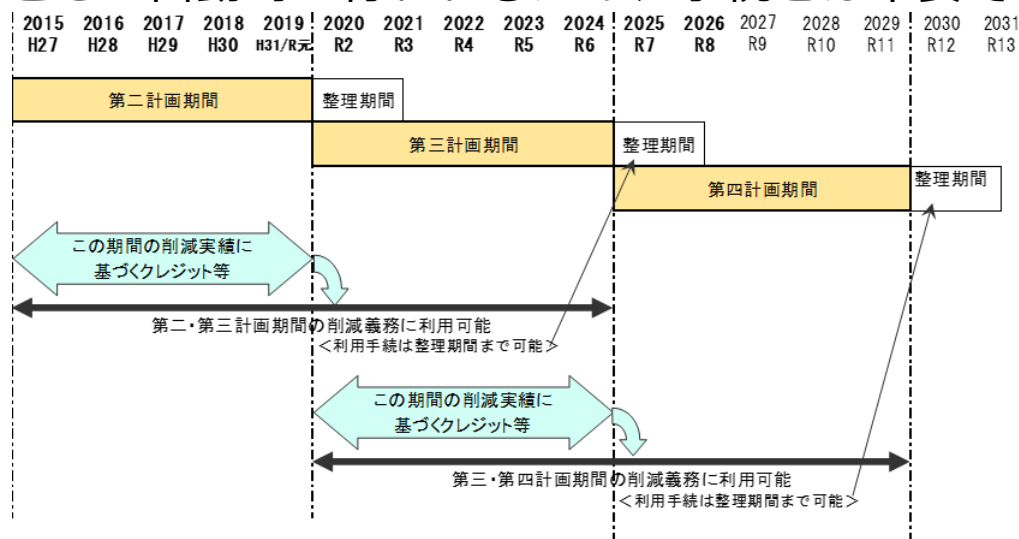 2015 2016 2017 2018 2019 2020 2021 2022 2023 2024 2025 2026 2027 2028 2029 2030 2031
H27 H28 H29 H30 H31/R元 R2 R3 R4 R5 R6 R7 R8 R9 R10 R11 R12 R13
第二計画期間 整理期間
第三計画期間 整理期間
第四計画期間 整理期間
この期間の削減実績に
基づくクレジット等
第二・第三計画期間の削減義務に利用可能
<利用手続は整理期間まで可能>
この期間の削減実績に
基づくクレジット等
第三・第四計画期間の削減義務に利用可能
<利用手続は整理期間まで可能>